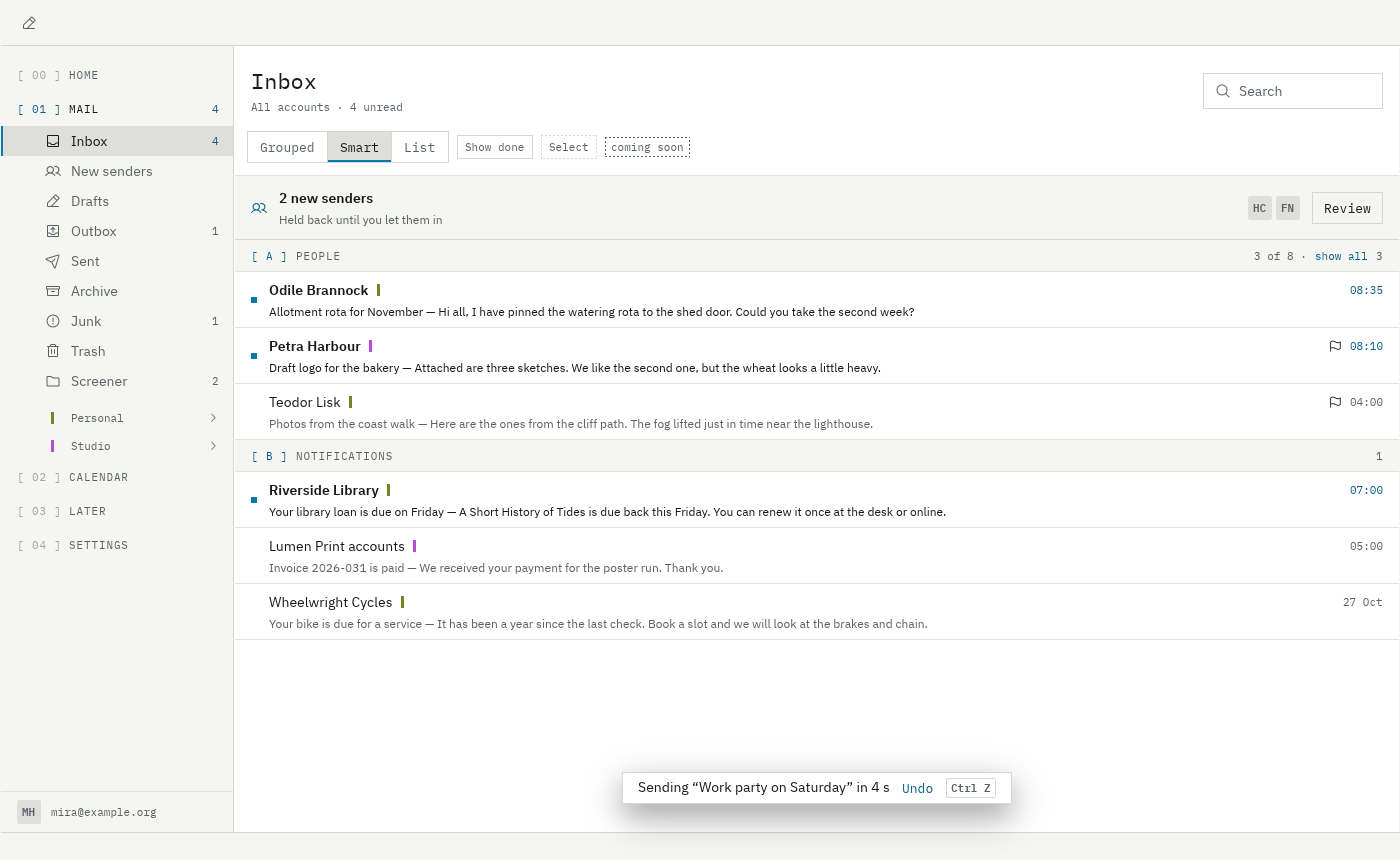 [ 00 ] HOME
[ 01 ] MAIL 4
Inbox 4
New senders
Drafts
Outbox 1
Sent
Archive
Junk 1
Trash
Screener 2
Personal
Studio
[ 02 ] CALENDAR
[ 03 ] LATER
[ 04 ] SETTINGS
MH mira@example.org
Inbox
All accounts · 4 unread
Search
Grouped Smart List Show done Select coming soon
2 new senders
Held back until you let them in
HC FN Review
[ A ] PEOPLE 3 of 8 · show all 3
Odile Brannock 08:35
Allotment rota for November — Hi all, I have pinned the watering rota to the shed door. Could you take the second week?
Petra Harbour 08:10
Draft logo for the bakery — Attached are three sketches. We like the second one, but the wheat looks a little heavy.
Teodor Lisk 04:00
Photos from the coast walk — Here are the ones from the cliff path. The fog lifted just in time near the lighthouse.
[ B ] NOTIFICATIONS 1
Riverside Library 07:00
Your library loan is due on Friday — A Short History of Tides is due back this Friday. You can renew it once at the desk or online.
Lumen Print accounts 05:00
Invoice 2026-031 is paid — We received your payment for the poster run. Thank you.
Wheelwright Cycles 27 Oct
Your bike is due for a service — It has been a year since the last check. Book a slot and we will look at the brakes and chain.
Sending “Work party on Saturday” in 4 s Undo Ctrl Z